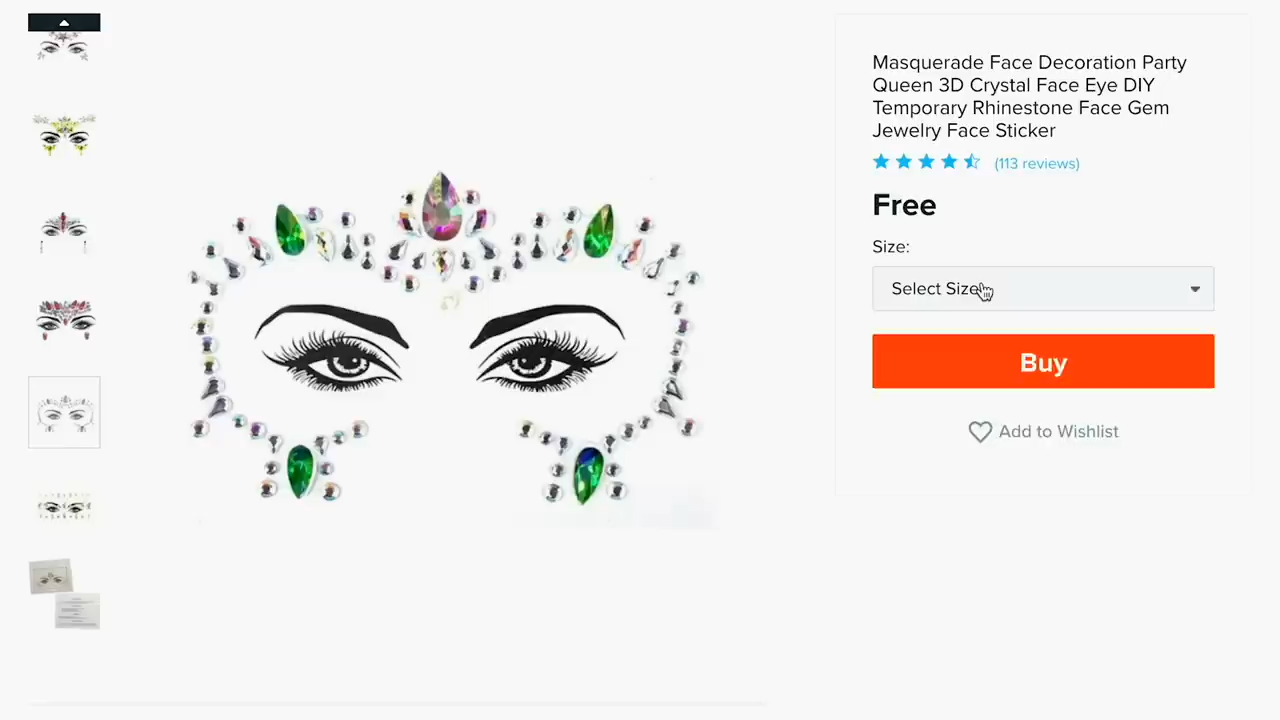 Masquerade Face Decoration Party
Queen 3D Crystal Face Eye DIY
Temporary Rhinestone Face Gem
Jewelry Face Sticker
(113 reviews)
Free
Size:
Select Size
Buy
Add to Wishlist